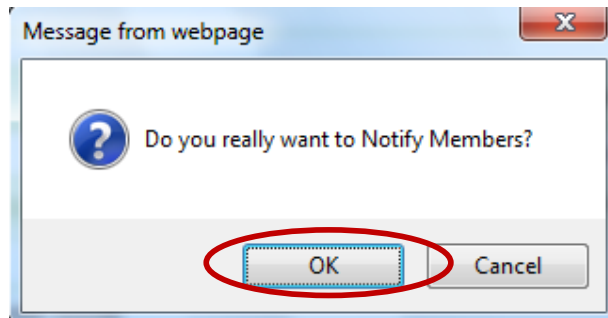 Message from webpage
Do you really want to Notify Members?
OK
Cancel